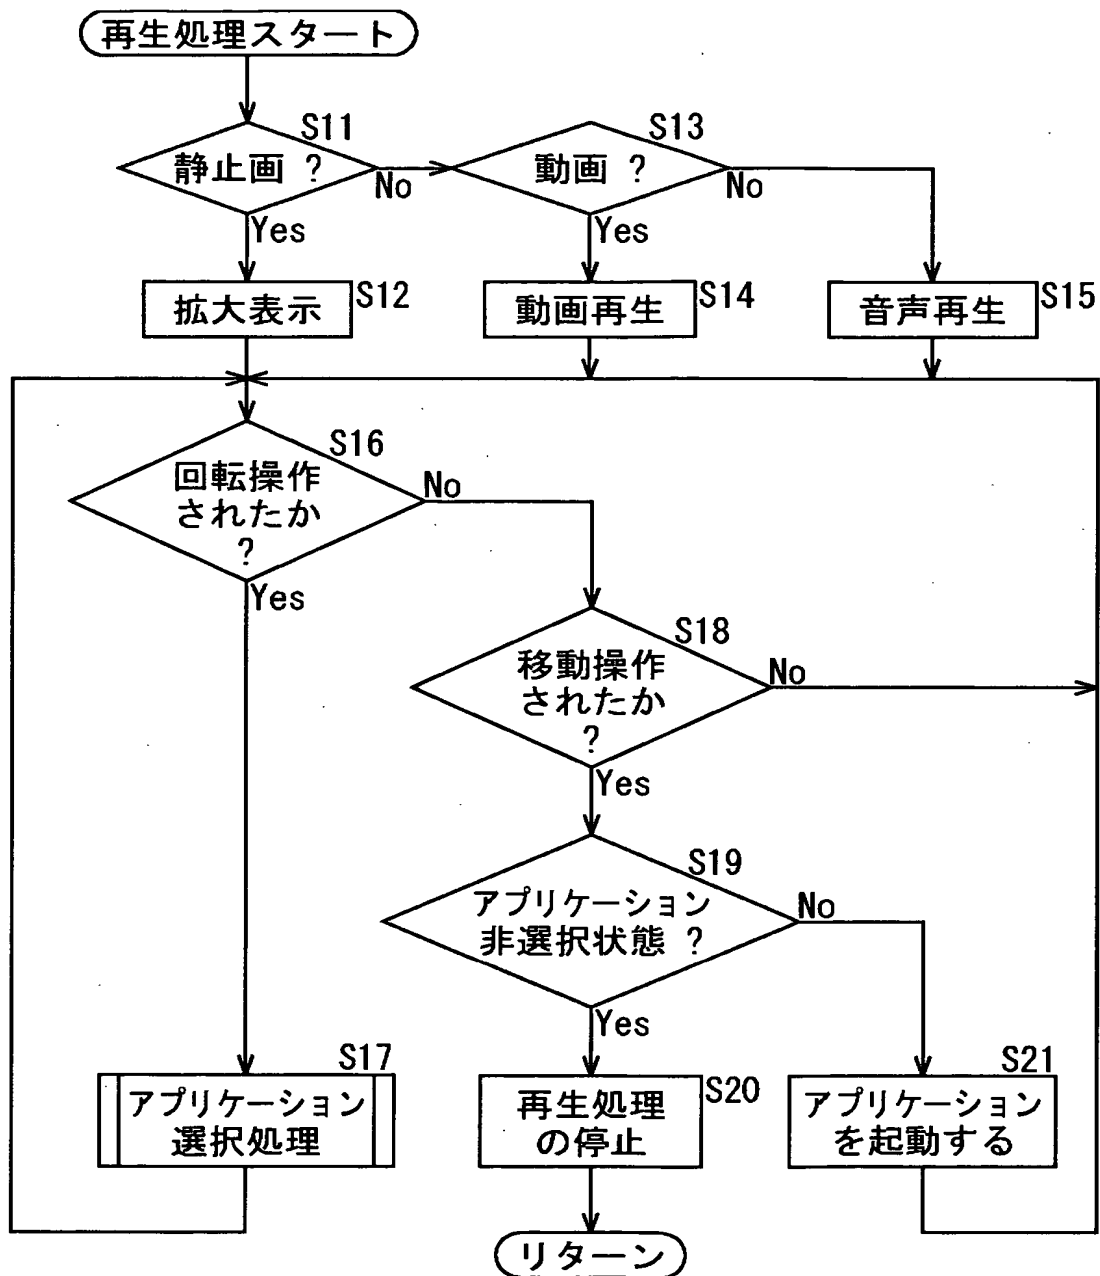 再生処理スタート
S11
静止画 ?
No
Yes
S13
動画 ?
No
Yes
拡大表示
S12
動画再生
S14
音声再生
S15
S16
回転操作
されたか
?
No
Yes
S18
移動操作
されたか
?
No
Yes
S19
アプリケーション
非選択状態 ?
No
Yes
S17
アプリケーション
選択処理
S20
再生処理
の停止
S21
アプリケーション
を起動する
リターン